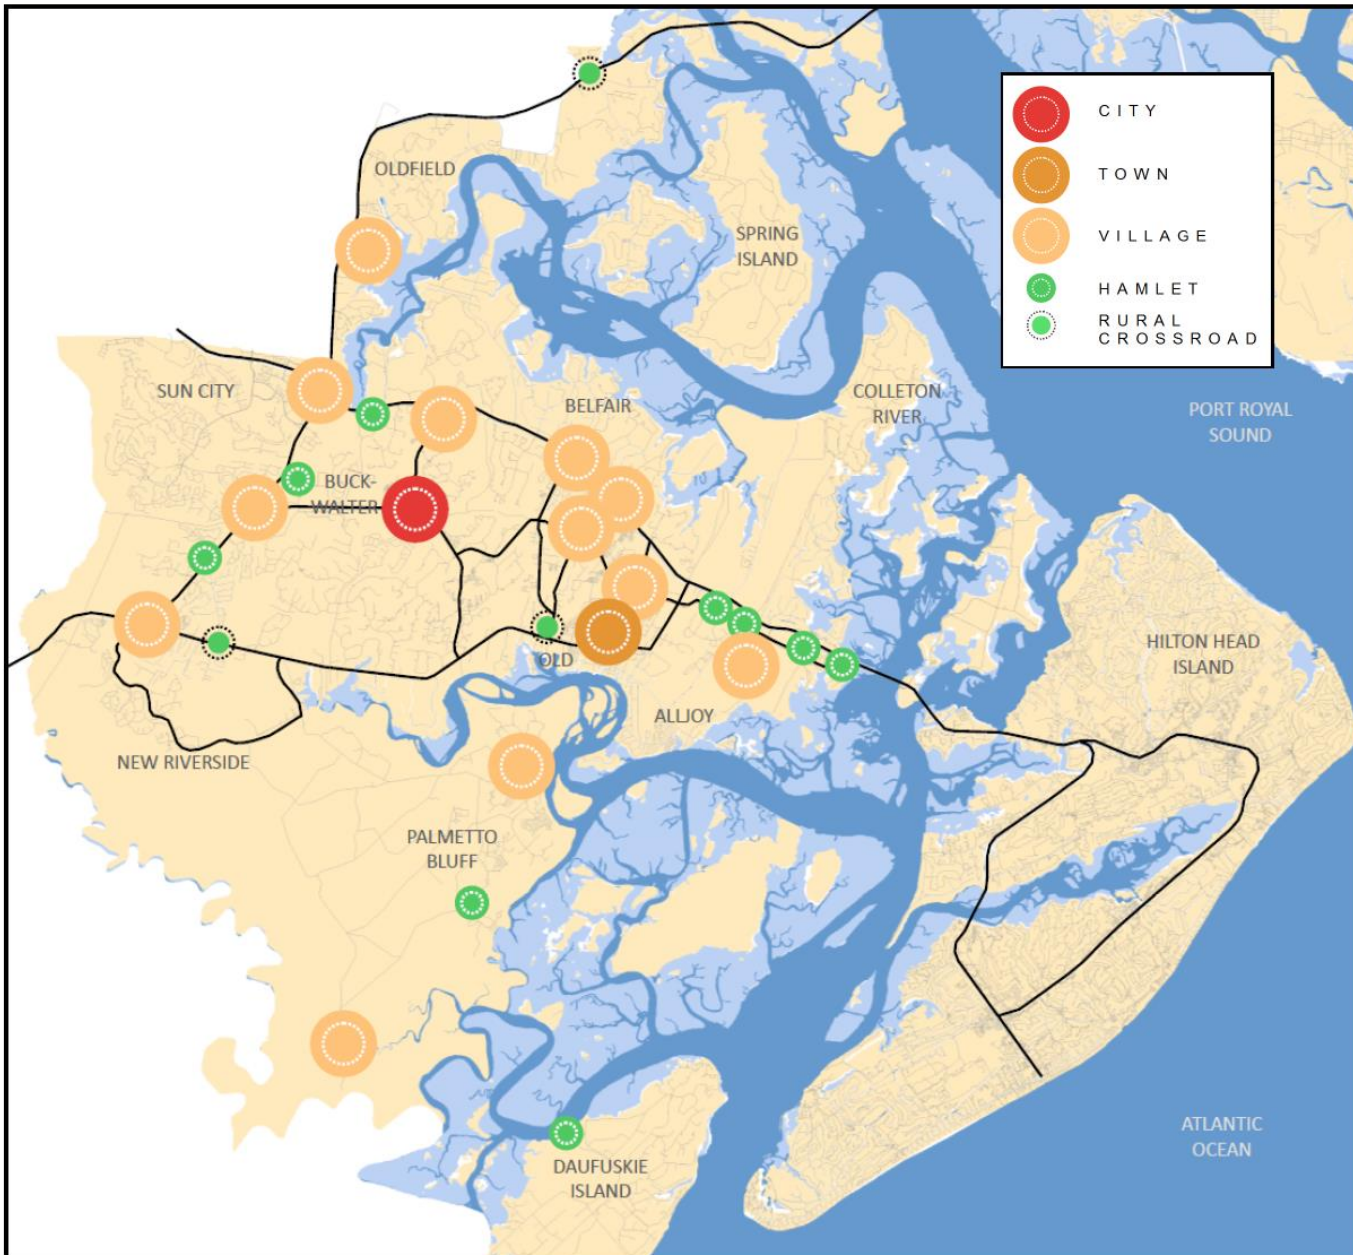 CITY
TOWN
VILLAGE
HAMLET
RURAL
CROSSROAD
OLDFIELD
SPRING
ISLAND
SUN CITY
BELFAIR
COLLETON
RIVER
PORT ROYAL
SOUND
BUCK-
WALTER
HILTON HEAD
ISLAND
OLD
ALLJOY
NEW RIVERSIDE
PALMETTO
BLUFF
ATLANTIC
OCEAN
DAUFUSKIE
ISLAND